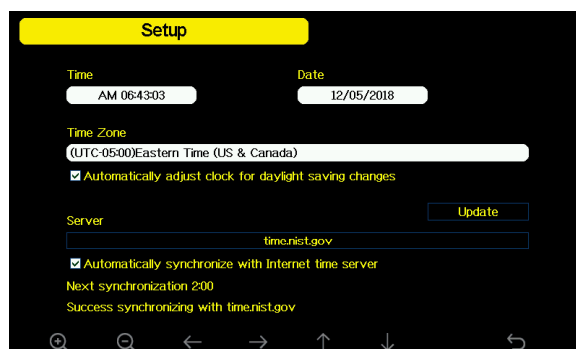 Setup
Time
Date
AM 06:43:03
12/05/2018
Time Zone
(UTC-05:00)Eastern Time (US & Canada)
Automatically adjust clock for daylight saving changes
Update
Server
time.nist.gov
Automatically synchronize with Internet time server
Next synchronization 2:00
Success synchronizing with time.nist.gov